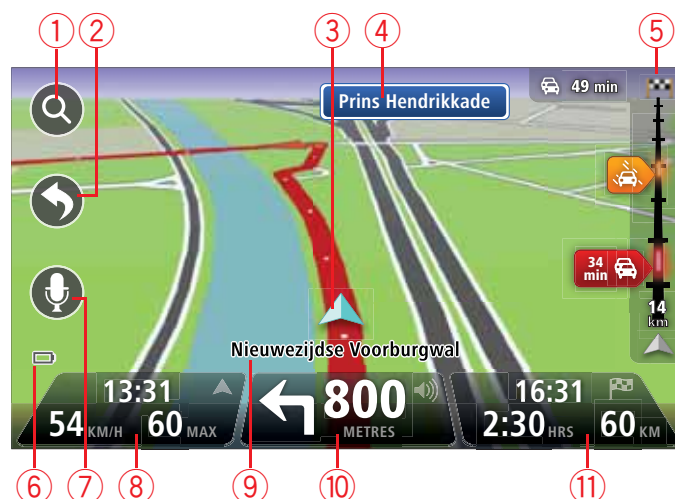 1 2 3 4 5
49 min
Prins Hendrikkade
34
min
14
km
Nieuwezijdse Voorburgwal
13:31
54 KM/H 60 MAX
800
METRES
16:31
2:30 HRS 60 KM
6 7 8 9 10 11